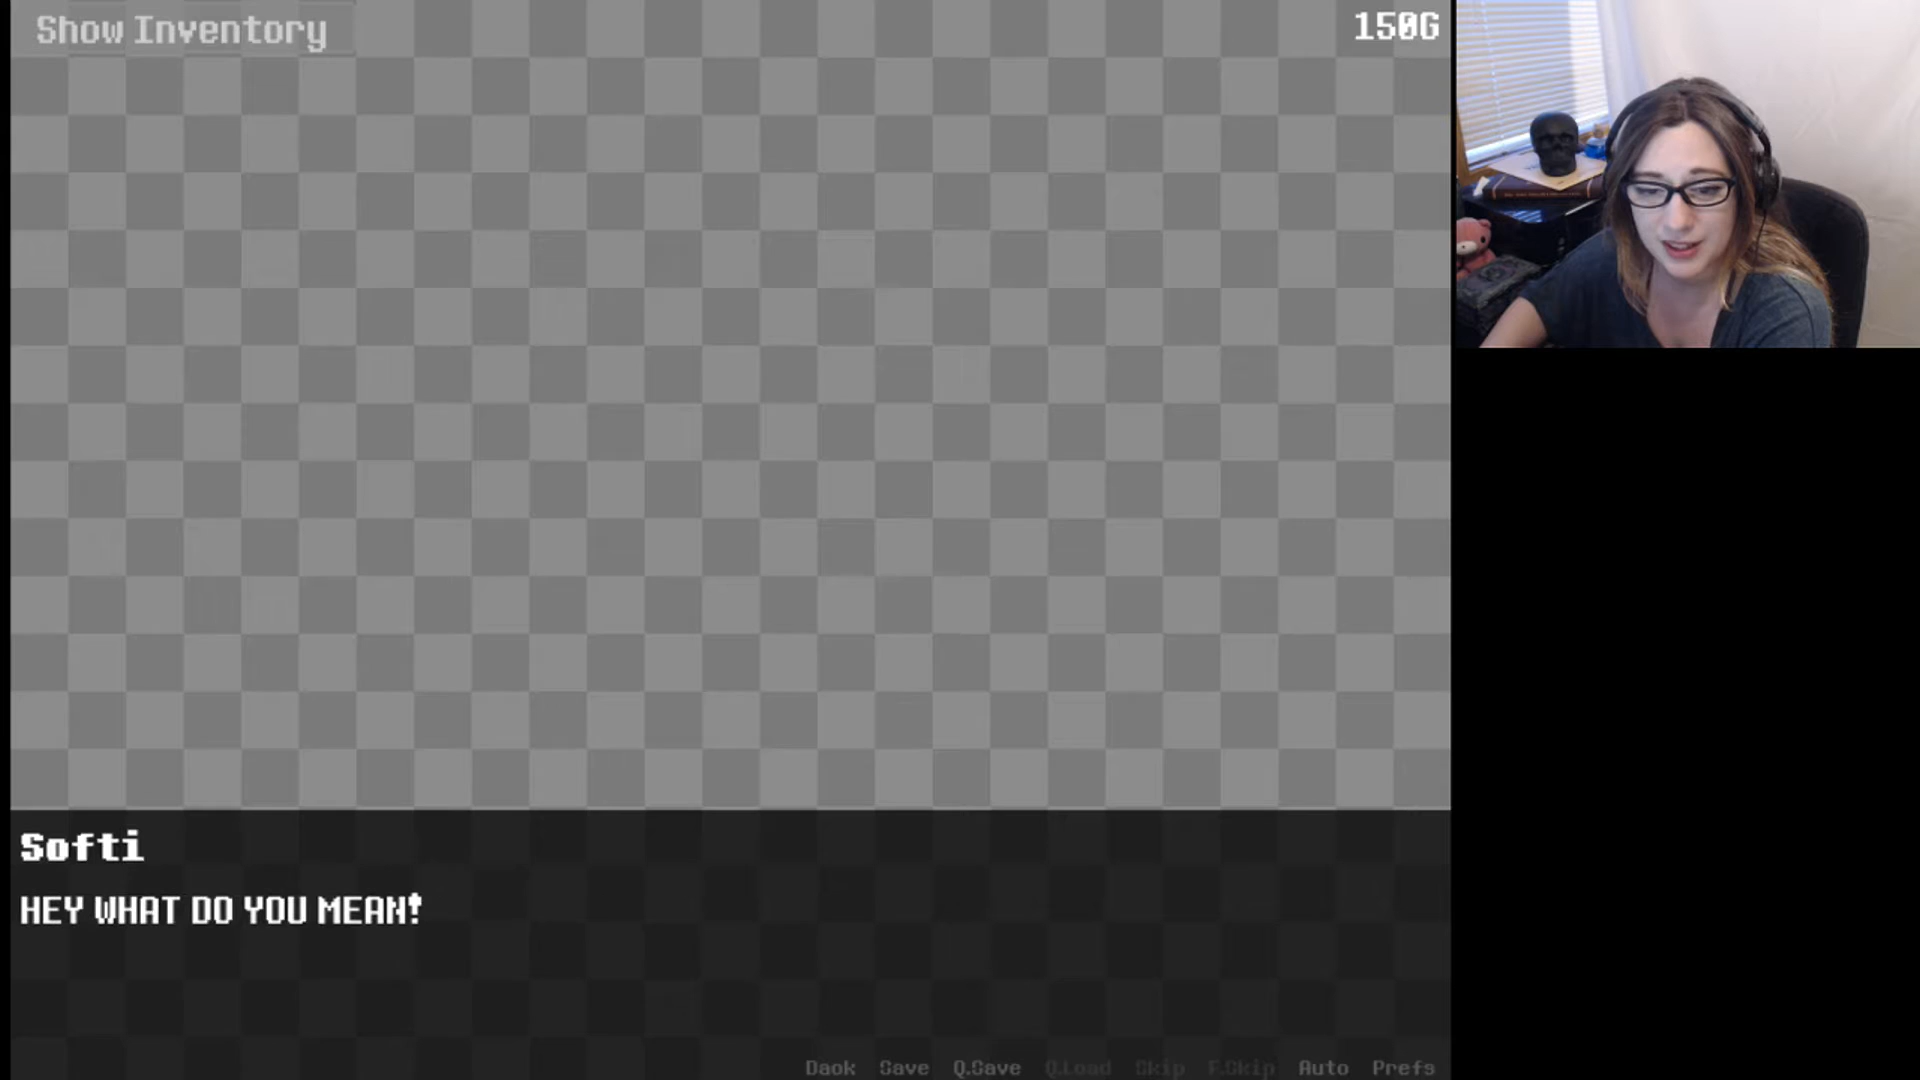 Show Inventory
150G
Softi
HEY WHAT DO YOU MEAN!
Back Save Q.Save Q.Load Skip F.Skip Auto Prefs